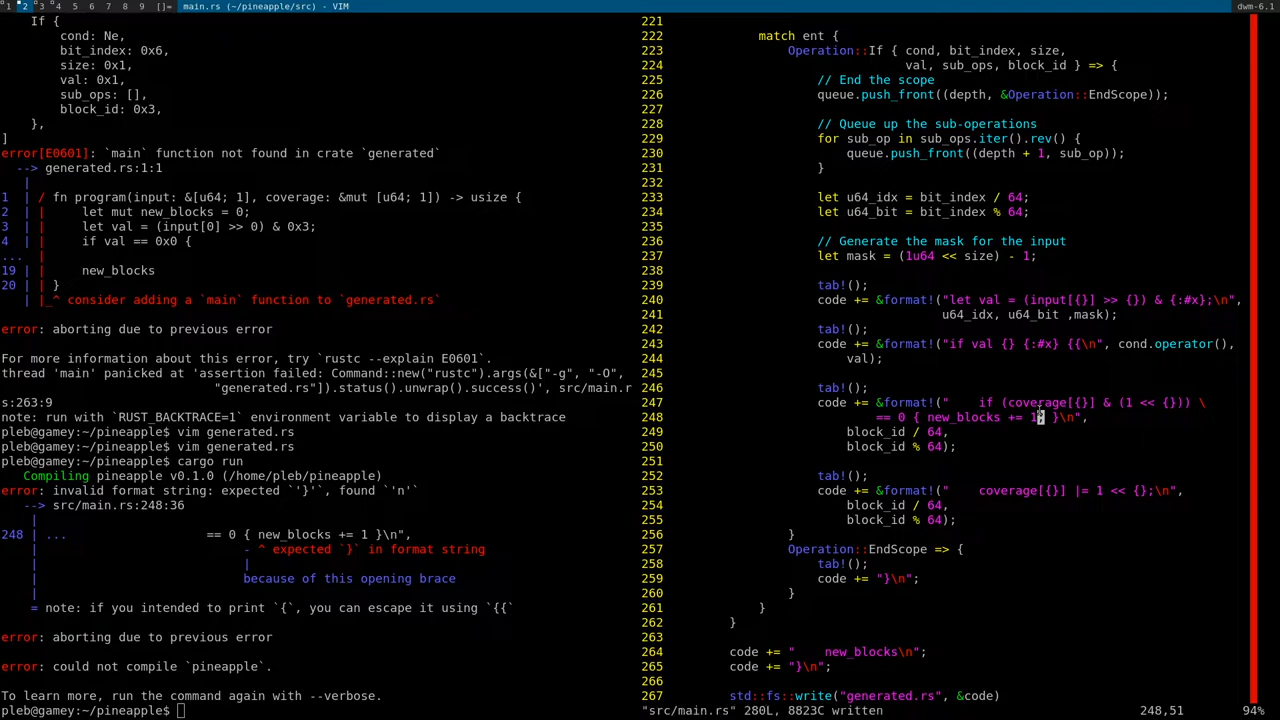 1 2 3 4 5 6 7 8 9 []= main.rs (~/pineapple/src) - VIM dwm-6.1
    If {
        cond: Ne,
        bit_index: 0x6,
        size: 0x1,
        val: 0x1,
        sub_ops: [],
        block_id: 0x3,
    },
]
error[E0601]: `main` function not found in crate `generated`
  --> generated.rs:1:1
   |
1  | / fn program(input: &[u64; 1], coverage: &mut [u64; 1]) -> usize {
2  | |     let mut new_blocks = 0;
3  | |     let val = (input[0] >> 0) & 0x3;
4  | |     if val == 0x0 {
...  |
19 | |     new_blocks
20 | | }
   | |_^ consider adding a `main` function to `generated.rs`
error: aborting due to previous error
For more information about this error, try `rustc --explain E0601`.
thread 'main' panicked at 'assertion failed: Command::new("rustc").args(&["-g", "-O",
                             "generated.rs"]).status().unwrap().success()', src/main.r
s:263:9
note: run with `RUST_BACKTRACE=1` environment variable to display a backtrace
pleb@gamey:~/pineapple$ vim generated.rs
pleb@gamey:~/pineapple$ vim generated.rs
pleb@gamey:~/pineapple$ cargo run
   Compiling pineapple v0.1.0 (/home/pleb/pineapple)
error: invalid format string: expected `'}'`, found `'n'`
   --> src/main.rs:248:36
    |
248 | ...                   == 0 { new_blocks += 1 }\n",
    |                            - ^ expected `}` in format string
    |                            |
    |                            because of this opening brace
    |
    = note: if you intended to print `{`, you can escape it using `{{`
error: aborting due to previous error
error: could not compile `pineapple`.
To learn more, run the command again with --verbose.
pleb@gamey:~/pineapple$
221
222         match ent {
223             Operation::If { cond, bit_index, size,
224                             val, sub_ops, block_id } => {
225                 // End the scope
226                 queue.push_front((depth, &Operation::EndScope));
227
228                 // Queue up the sub-operations
229                 for sub_op in sub_ops.iter().rev() {
230                     queue.push_front((depth + 1, sub_op));
231                 }
232
233                 let u64_idx = bit_index / 64;
234                 let u64_bit = bit_index % 64;
235
236                 // Generate the mask for the input
237                 let mask = (1u64 << size) - 1;
238
239                 tab!();
240                 code += &format!("let val = (input[{}] >> {}) & {:#x};\n",
241                                  u64_idx, u64_bit ,mask);
242                 tab!();
243                 code += &format!("if val {} {:#x} {{\n", cond.operator(),
244                     val);
245
246                 tab!();
247                 code += &format!("    if (coverage[{}] & (1 << {})) \
248                         == 0 { new_blocks += 1; }\n",
249                     block_id / 64,
250                     block_id % 64);
251
252                 tab!();
253                 code += &format!("    coverage[{}] |= 1 << {};\n",
254                     block_id / 64,
255                     block_id % 64);
256             }
257             Operation::EndScope => {
258                 tab!();
259                 code += "}\n";
260             }
261         }
262     }
263
264     code += "    new_blocks\n";
265     code += "}\n";
266
267     std::fs::write("generated.rs", &code)
"src/main.rs" 280L, 8823C written 248,51 94%